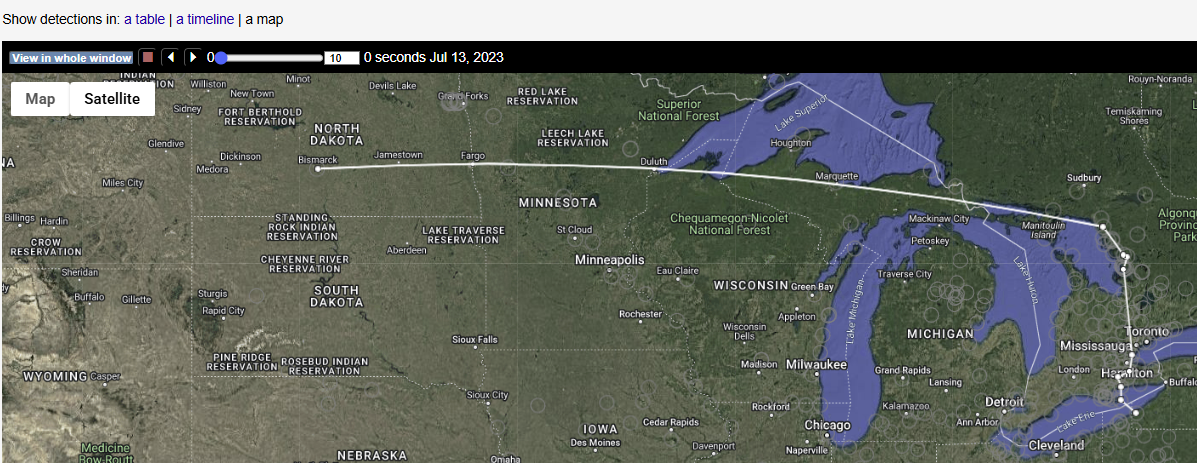 Show detections in: a table | a timeline | a map
View in whole window 0 10 0 seconds Jul 13, 2023
Map Satellite
INDIAN
RESERVATION
Williston
Minot
Devils Lake
Grand Forks
RED LAKE
RESERVATION
Rouyn-Noranda
New Town
Sidney
FORT BERTHOLD
RESERVATION
Superior
National Forest
Lake Superior
Temiskaming
Shores
Glendive
NORTH
DAKOTA
LEECH LAKE
RESERVATION
Houghton
Dickinson
Medora
Bismarck
Jamestown
Fargo
Duluth
Marquette
Sudbury
Miles City
MINNESOTA
Billings
Hardin
STANDING
ROCK INDIAN
RESERVATION
LAKE TRAVERSE
RESERVATION
St Cloud
Chequamegon-Nicolet
National Forest
Mackinaw City
Manitoulin
Island
CROW
RESERVATION
Aberdeen
Petoskey
Sheridan
CHEYENNE RIVER
RESERVATION
Minneapolis
Eau Claire
Traverse City
Lake Huron
Buffalo
Gillette
Sturgis
Rapid City
SOUTH
DAKOTA
WISCONSIN
Green Bay
Lake Michigan
Rochester
Appleton
Wisconsin
Dells
MICHIGAN
Toronto
Mississauga
Sioux Falls
PINE RIDGE
RESERVATION
ROSEBUD INDIAN
RESERVATION
Madison
Milwaukee
Grand Rapids
Lansing
London
Hamilton
Buffalo
WYOMING
Casper
Sioux City
Rockford
Kalamazoo
Detroit
Ann Arbor
Lake Erie
Cedar Rapids
Chicago
IOWA
Des Moines
Davenport
Naperville
Cleveland
Medicine
Bow-Routt
NEBRASKA
Omaha